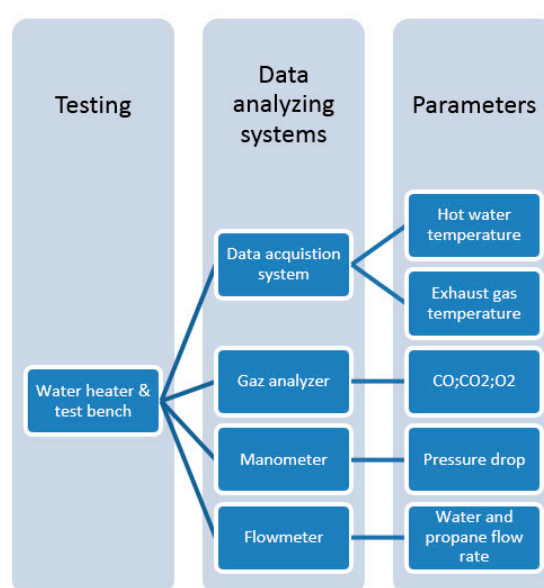 Testing
Data
analyzing
systems
Parameters
Water heater &
test bench
Data acquistion
system
Gaz analyzer
Manometer
Flowmeter
Hot water
temperature
Exhaust gas
temperature
CO;CO2;O2
Pressure drop
Water and
propane flow
rate